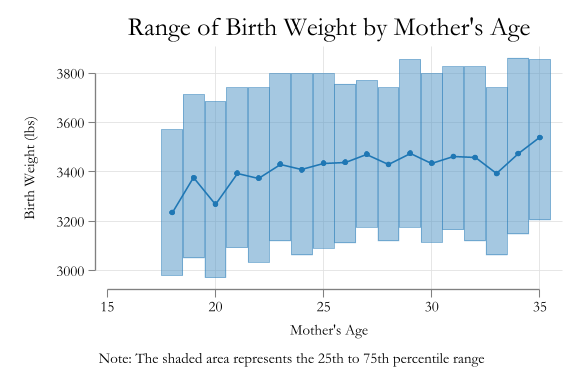 Range of Birth Weight by Mother's Age
Birth Weight (lbs)
3800
3600
3400
3200
3000
15 20 25 30 35
Mother's Age
Note: The shaded area represents the 25th to 75th percentile range